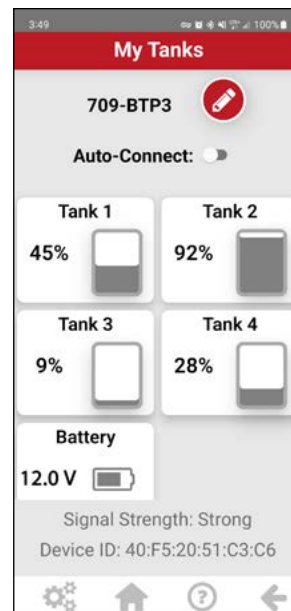 3:49 100%
My Tanks
709-BTP3
Auto-Connect:
Tank 1 Tank 2
45% 92%
Tank 3 Tank 4
9% 28%
Battery
12.0 V
Signal Strength: Strong
Device ID: 40:F5:20:51:C3:C6
?